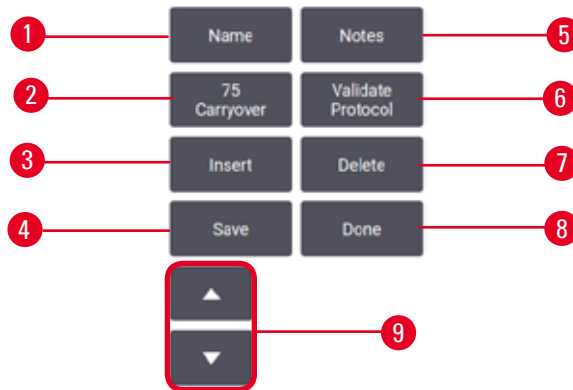 1 Name Notes 5
2 75 Carryover Validate Protocol 6
3 Insert Delete 7
4 Save Done 8
9